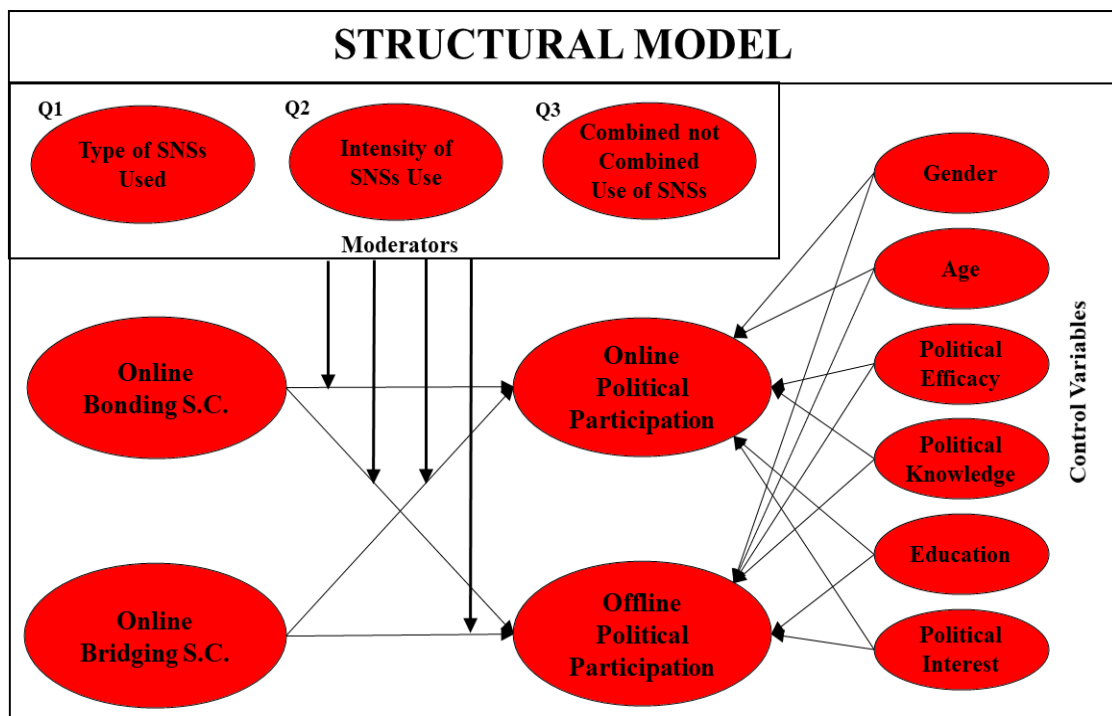 STRUCTURAL MODEL
Q1
Type of SNSs
Used
Q2
Intensity of
SNSs Use
Q3
Combined not
Combined
Use of SNSs
Moderators
Online
Bonding S.C.
Online
Bridging S.C.
Online
Political
Participation
Offline
Political
Participation
Gender
Age
Political
Efficacy
Political
Knowledge
Education
Political
Interest
Control Variables